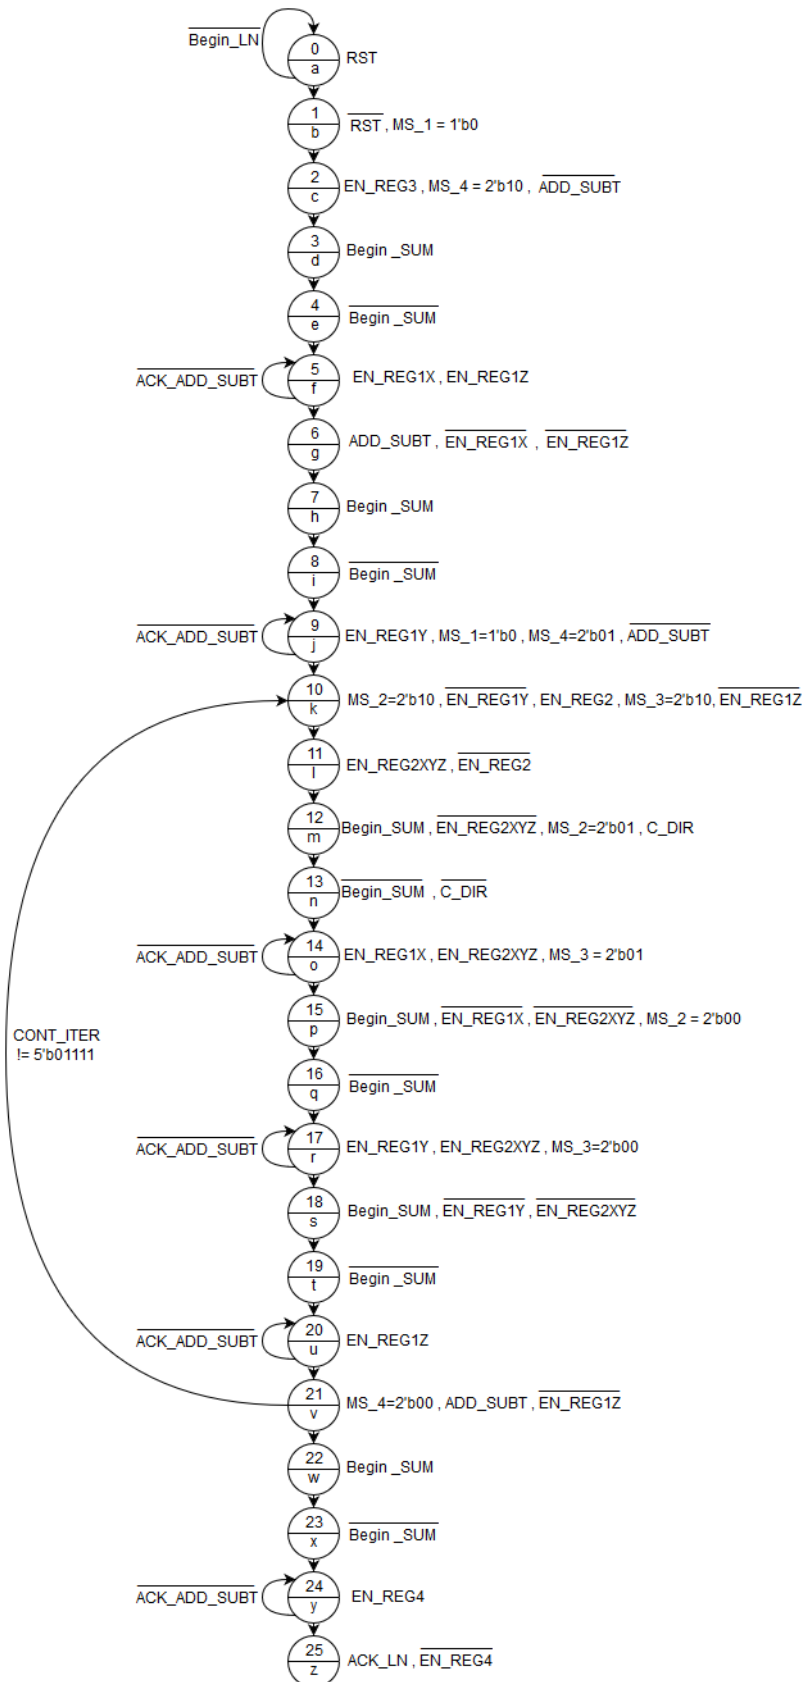 Begin_LN
0
a
RST
1
b
RST , MS_1 = 1'b0
2
c
EN_REG3 , MS_4 = 2'b10 , ADD_SUBT
3
d
Begin _SUM
4
e
Begin _SUM
ACK_ADD_SUBT
5
f
EN_REG1X , EN_REG1Z
6
g
ADD_SUBT , EN_REG1X , EN_REG1Z
7
h
Begin _SUM
8
i
Begin _SUM
ACK_ADD_SUBT
9
j
EN_REG1Y , MS_1=1'b0 , MS_4=2'b01 , ADD_SUBT
10
k
MS_2=2'b10 , EN_REG1Y , EN_REG2 , MS_3=2'b10, EN_REG1Z
11
l
EN_REG2XYZ , EN_REG2
12
m
Begin_SUM , EN_REG2XYZ , MS_2=2'b01 , C_DIR
13
n
Begin_SUM , C_DIR
ACK_ADD_SUBT
14
o
EN_REG1X , EN_REG2XYZ , MS_3 = 2'b01
15
p
Begin_SUM , EN_REG1X , EN_REG2XYZ , MS_2 = 2'b00
CONT_ITER
!= 5'b01111
16
q
Begin _SUM
ACK_ADD_SUBT
17
r
EN_REG1Y , EN_REG2XYZ , MS_3=2'b00
18
s
Begin_SUM , EN_REG1Y , EN_REG2XYZ
19
t
Begin _SUM
ACK_ADD_SUBT
20
u
EN_REG1Z
21
v
MS_4=2'b00 , ADD_SUBT , EN_REG1Z
22
w
Begin _SUM
23
x
Begin _SUM
ACK_ADD_SUBT
24
y
EN_REG4
25
z
ACK_LN , EN_REG4